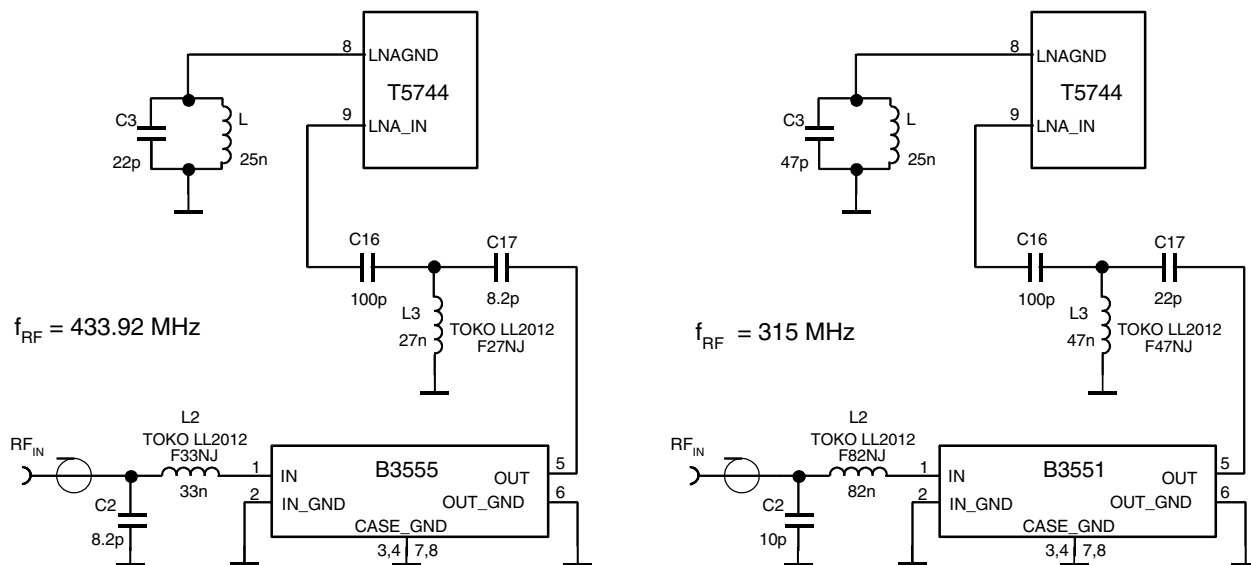 8
LNAGND
T5744
C3
L
9
LNA_IN
22p
25n
C16
C17
100p
8.2p
L3
27n
TOKO LL2012
F27NJ
fRF = 433.92 MHz
L2
TOKO LL2012
F33NJ
33n
RFIN
C2
8.2p
1
IN
B3555
OUT
5
2
IN_GND
OUT_GND
6
CASE_GND
3,4
7,8
8
LNAGND
T5744
C3
L
9
LNA_IN
47p
25n
C16
C17
100p
22p
L3
47n
TOKO LL2012
F47NJ
fRF = 315 MHz
L2
TOKO LL2012
F82NJ
82n
RFIN
C2
10p
1
IN
B3551
OUT
5
2
IN_GND
OUT_GND
6
CASE_GND
3,4
7,8